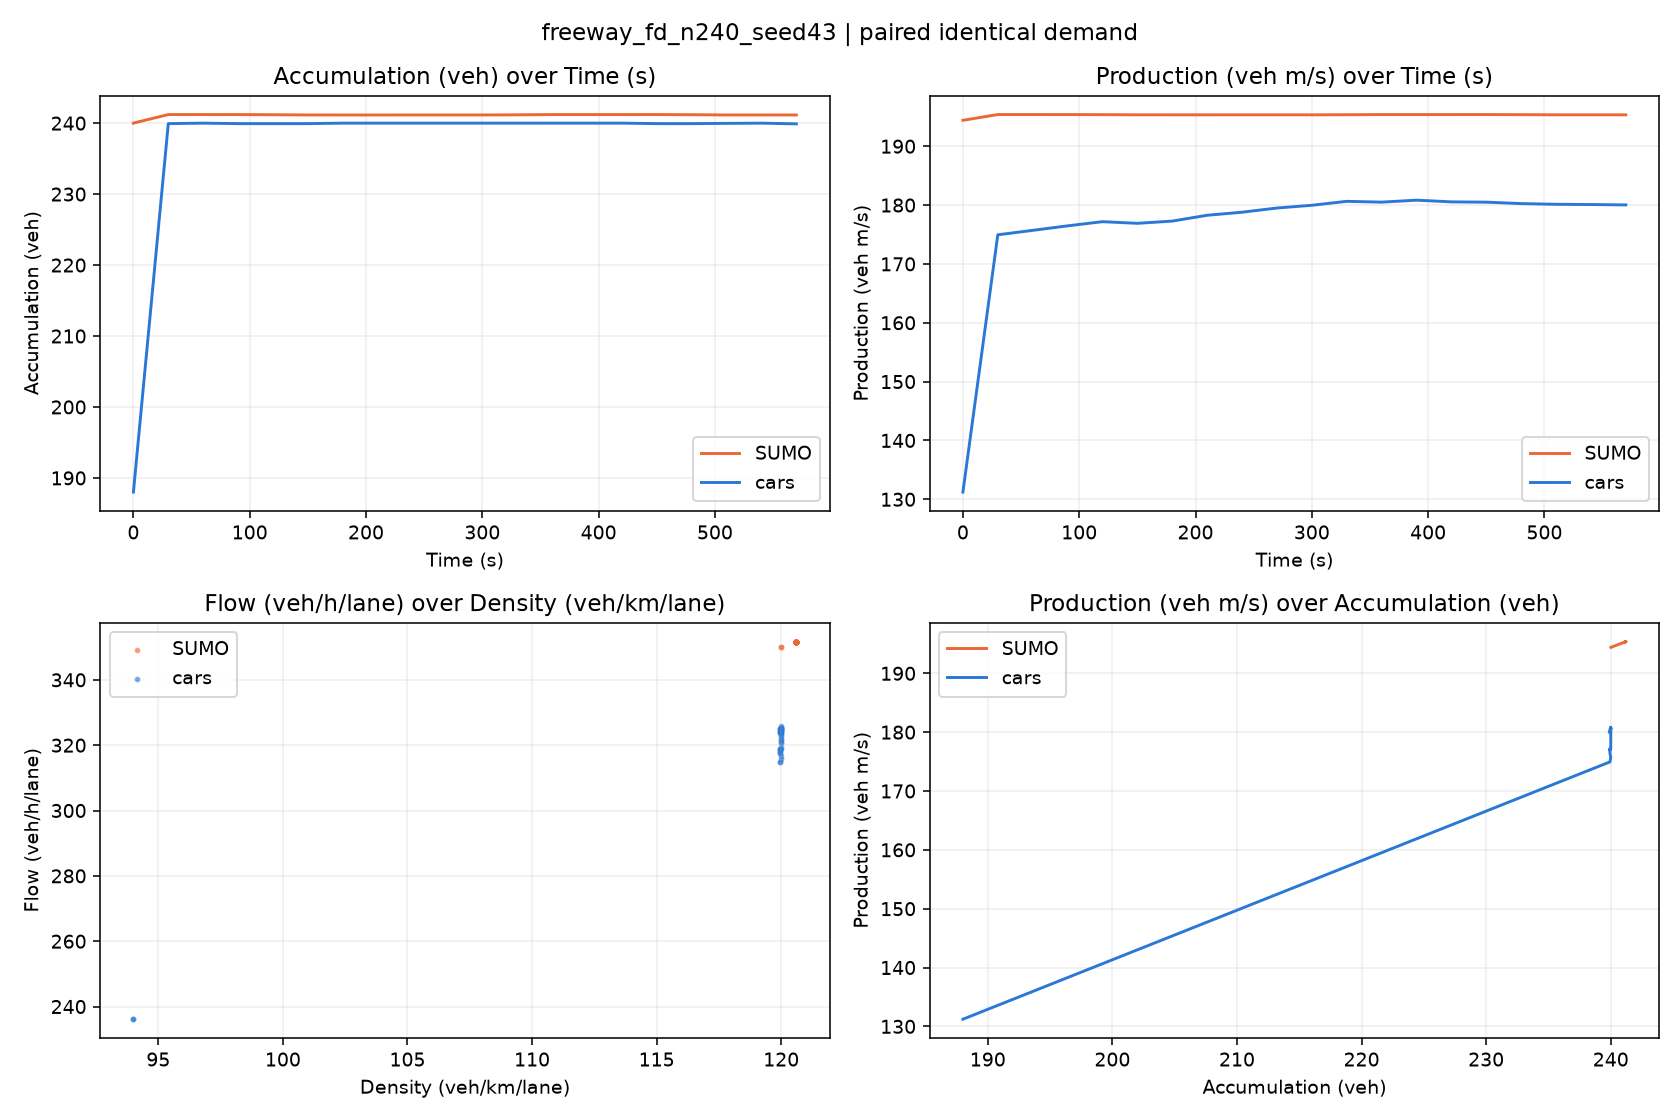 freeway_fd_n240_seed43 | paired identical demand
Accumulation (veh) over Time (s)
Accumulation (veh)
240
230
220
210
200
190
0 100 200 300 400 500
Time (s)
SUMO
cars
Production (veh m/s) over Time (s)
Production (veh m/s)
190
180
170
160
150
140
130
0 100 200 300 400 500
Time (s)
SUMO
cars
Flow (veh/h/lane) over Density (veh/km/lane)
Flow (veh/h/lane)
SUMO
cars
340
320
300
280
260
240
95 100 105 110 115 120
Density (veh/km/lane)
Production (veh m/s) over Accumulation (veh)
Production (veh m/s)
SUMO
cars
190
180
170
160
150
140
130
190 200 210 220 230 240
Accumulation (veh)